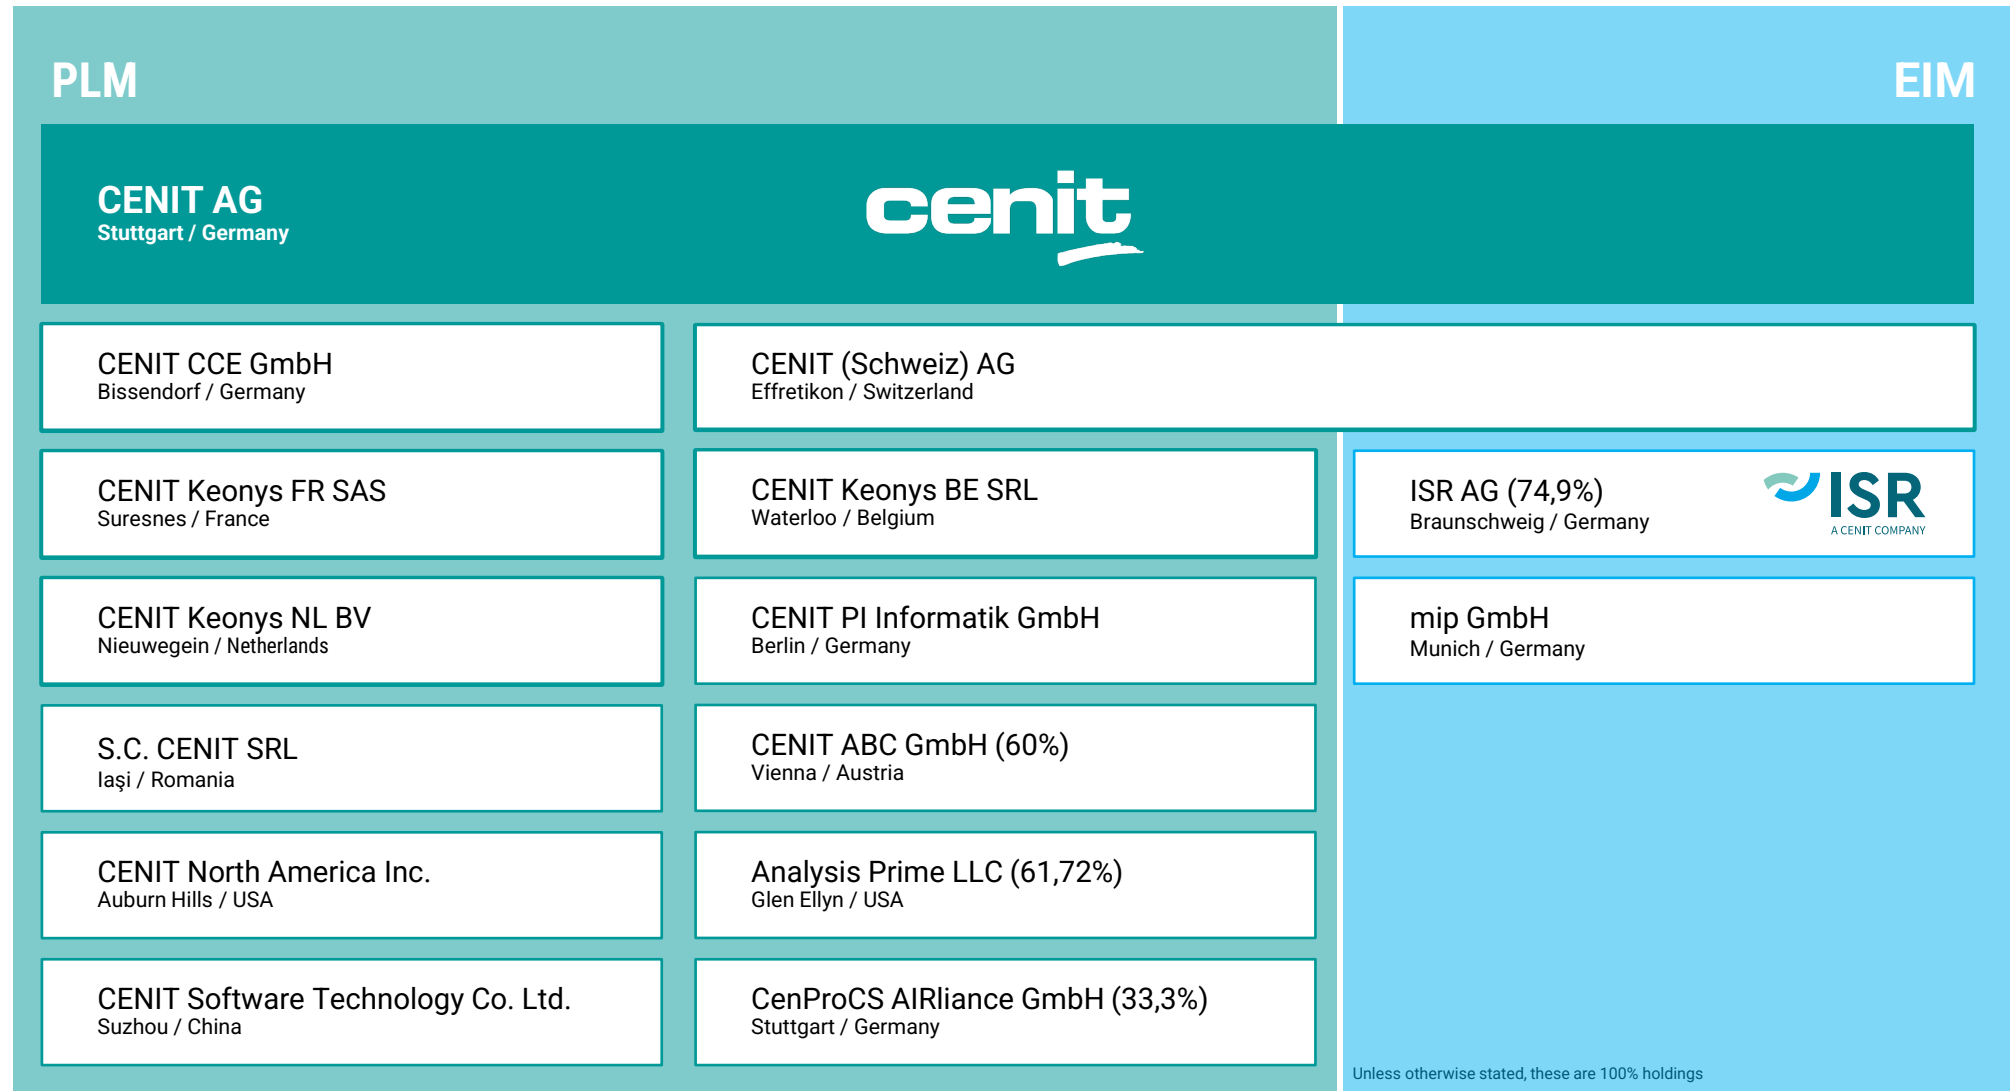 PLM
EIM
CENIT AG
Stuttgart / Germany
cenit
CENIT CCE GmbH
Bissendorf / Germany
CENIT (Schweiz) AG
Effretikon / Switzerland
CENIT Keonys FR SAS
Suresnes / France
CENIT Keonys BE SRL
Waterloo / Belgium
ISR AG (74,9%)
Braunschweig / Germany
ISR
A CENIT COMPANY
CENIT Keonys NL BV
Nieuwegein / Netherlands
CENIT PI Informatik GmbH
Berlin / Germany
mip GmbH
Munich / Germany
S.C. CENIT SRL
Iaşi / Romania
CENIT ABC GmbH (60%)
Vienna / Austria
CENIT North America Inc.
Auburn Hills / USA
Analysis Prime LLC (61,72%)
Glen Ellyn / USA
CENIT Software Technology Co. Ltd.
Suzhou / China
CenProCS AIRliance GmbH (33,3%)
Stuttgart / Germany
Unless otherwise stated, these are 100% holdings